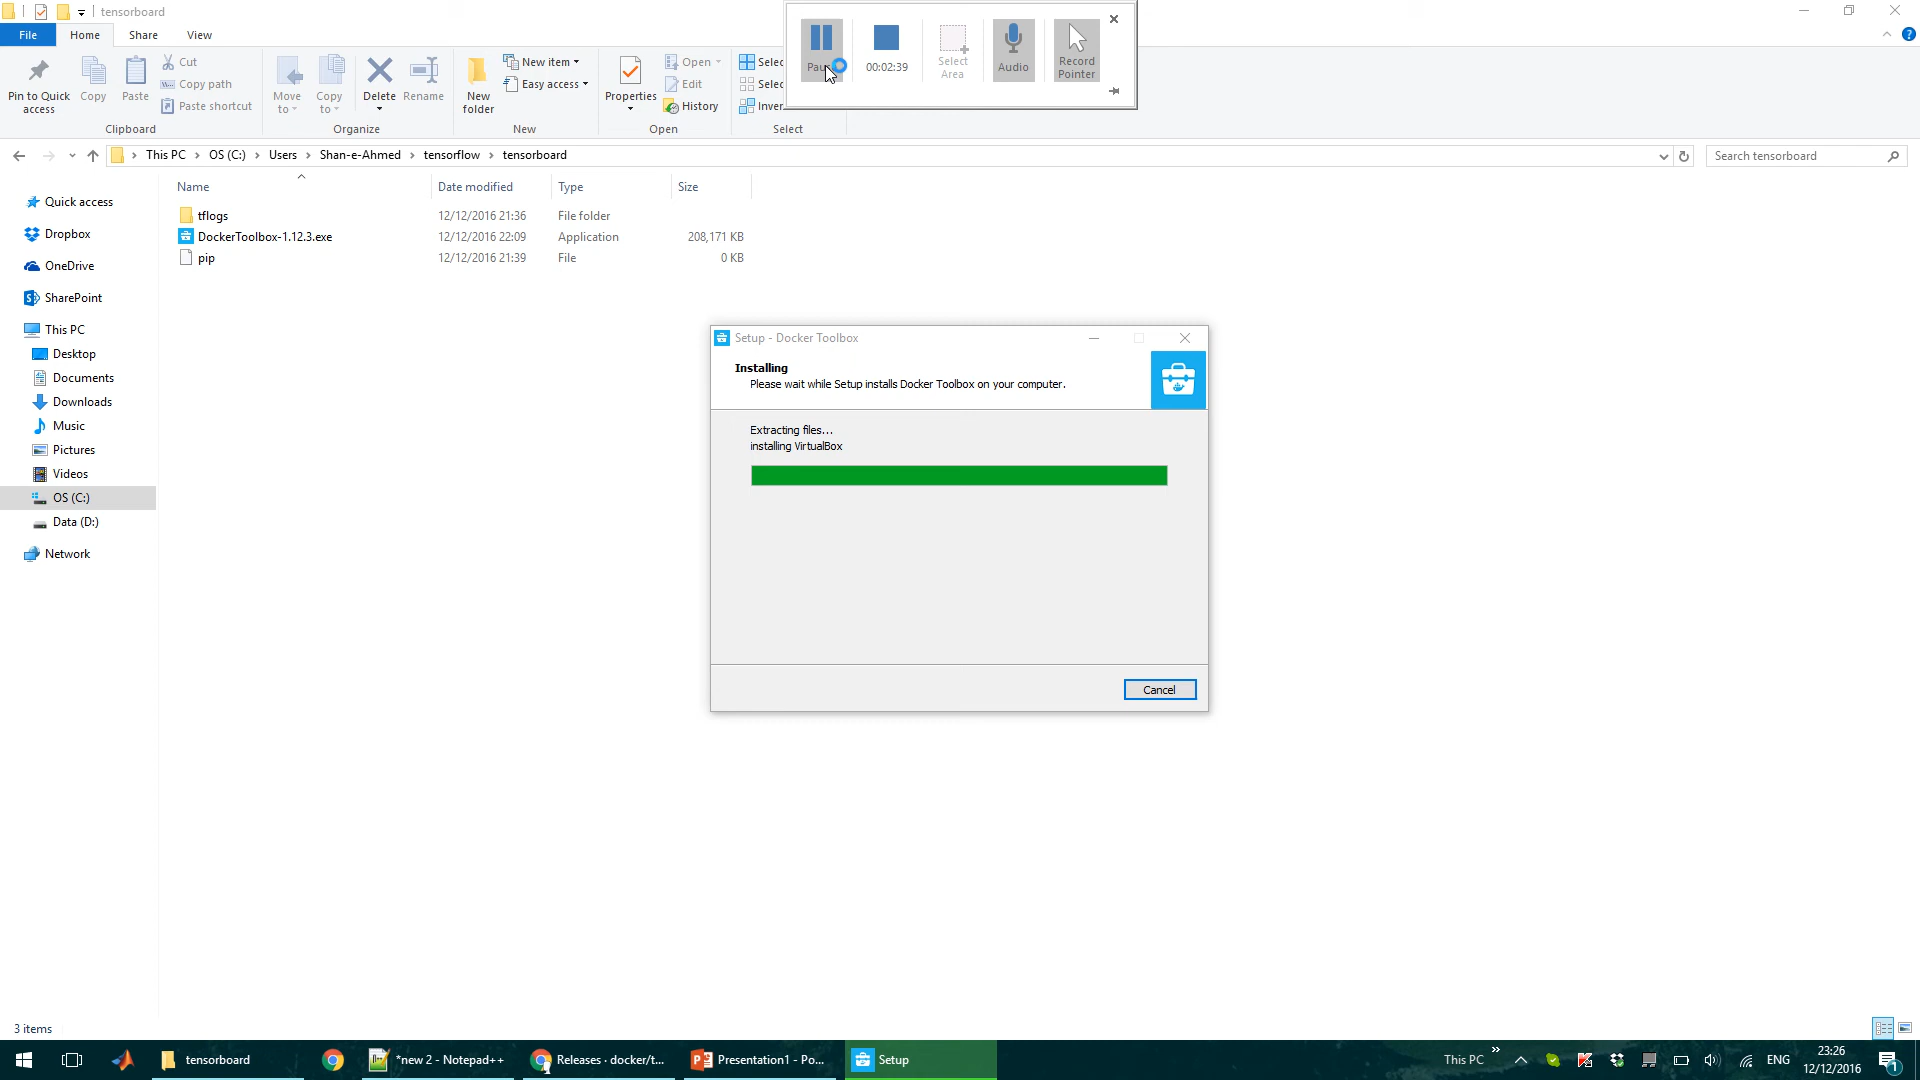 tensorboard
File Home Share View
Pin to Quick access
Copy
Paste
Cut
Copy path
Paste shortcut
Clipboard
Move to
Copy to
Delete
Rename
Organize
New folder
New item
Easy access
New
Properties
Open
Edit
History
Open
Select
00:02:39
Select Area
Audio
Record Pointer
This PC > OS (C:) > Users > Shan-e-Ahmed > tensorflow > tensorboard
Search tensorboard
Name Date modified Type Size
tflogs 12/12/2016 21:36 File folder
DockerToolbox-1.12.3.exe 12/12/2016 22:09 Application 208,171 KB
pip 12/12/2016 21:39 File 0 KB
Quick access
Dropbox
OneDrive
SharePoint
This PC
Desktop
Documents
Downloads
Music
Pictures
Videos
OS (C:)
Data (D:)
Network
Setup - Docker Toolbox
Installing
Please wait while Setup installs Docker Toolbox on your computer.
Extracting files...
installing VirtualBox
Cancel
3 items
tensorboard
*new 2 - Notepad++
Releases · docker/t...
Presentation1 - Po...
Setup
This PC
ENG
23:26
12/12/2016
1